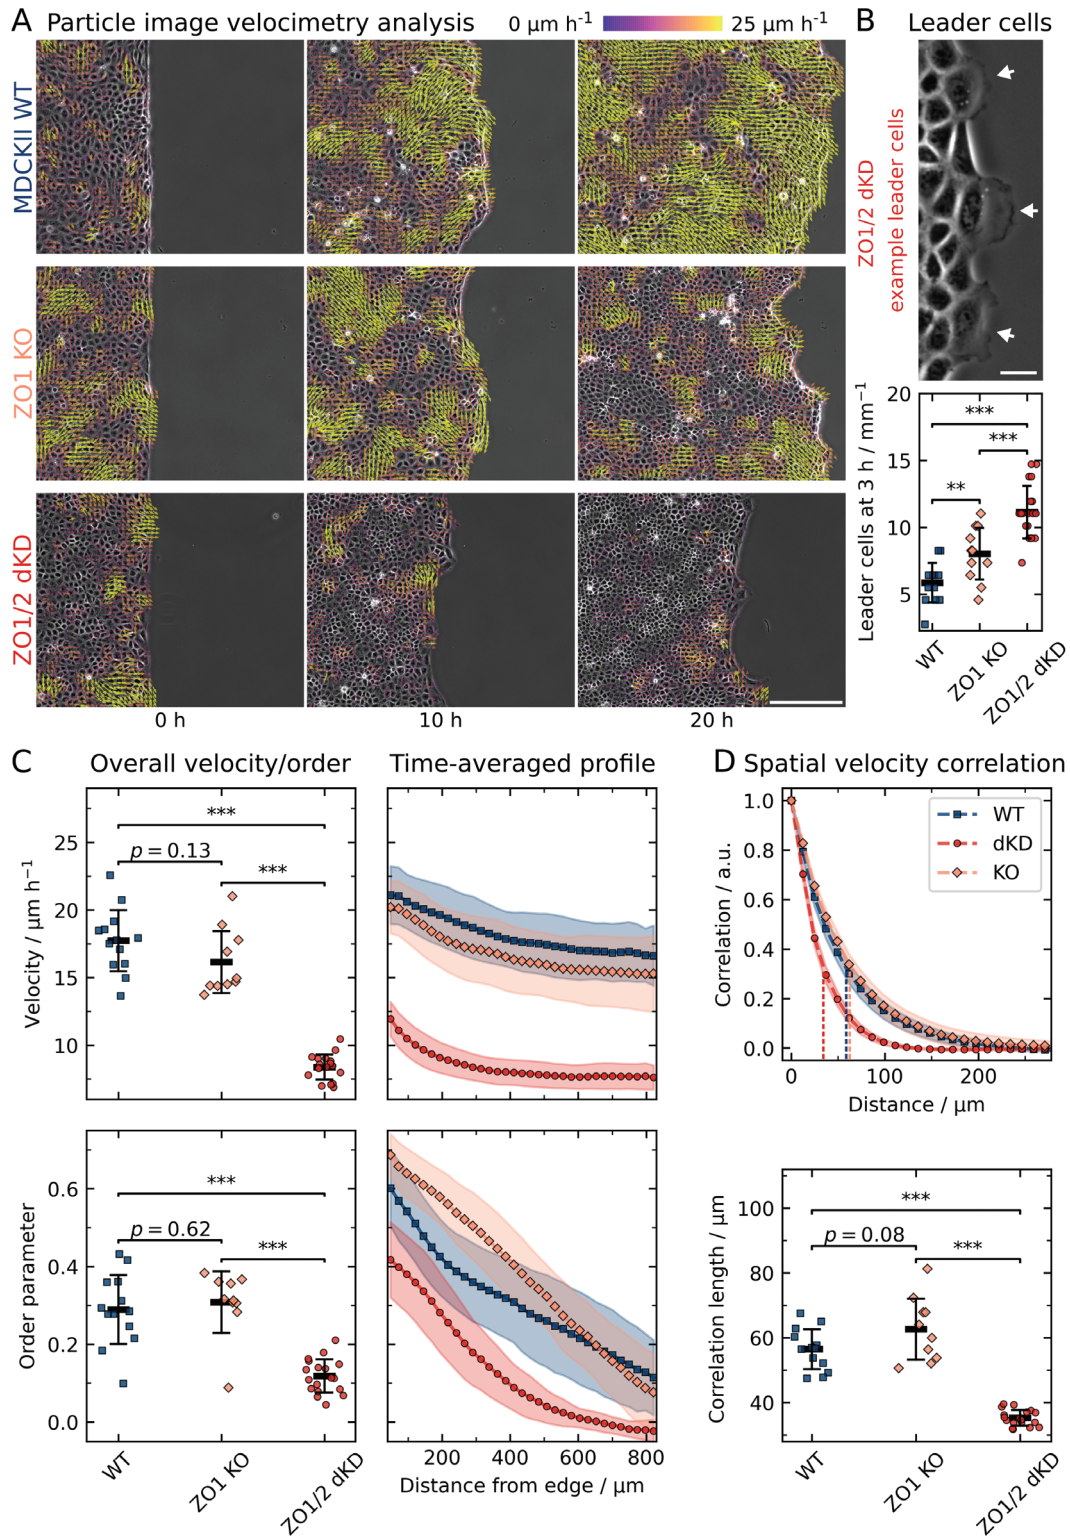 A Particle image velocimetry analysis
0 µm h⁻¹ 25 µm h⁻¹
MDCKII WT
ZO1 KO
ZO1/2 dKD
0 h 10 h 20 h
B Leader cells
ZO1/2 dKD
example leader cells
Leader cells at 3 h / mm⁻¹
20
15
10
5
***
***
**
WT ZO1 KO ZO1/2 dKD
C Overall velocity/order Time-averaged profile
Velocity / µm h⁻¹
25
20
15
10
***
p = 0.13
***
Order parameter
0.6
0.4
0.2
0.0
***
p = 0.62
***
WT ZO1 KO ZO1/2 dKD
200 400 600 800
Distance from edge / µm
D Spatial velocity correlation
Correlation / a.u.
1.0
0.8
0.6
0.4
0.2
0.0
WT
dKD
KO
0 100 200
Distance / µm
Correlation length / µm
100
80
60
40
***
p = 0.08
***
WT ZO1 KO ZO1/2 dKD